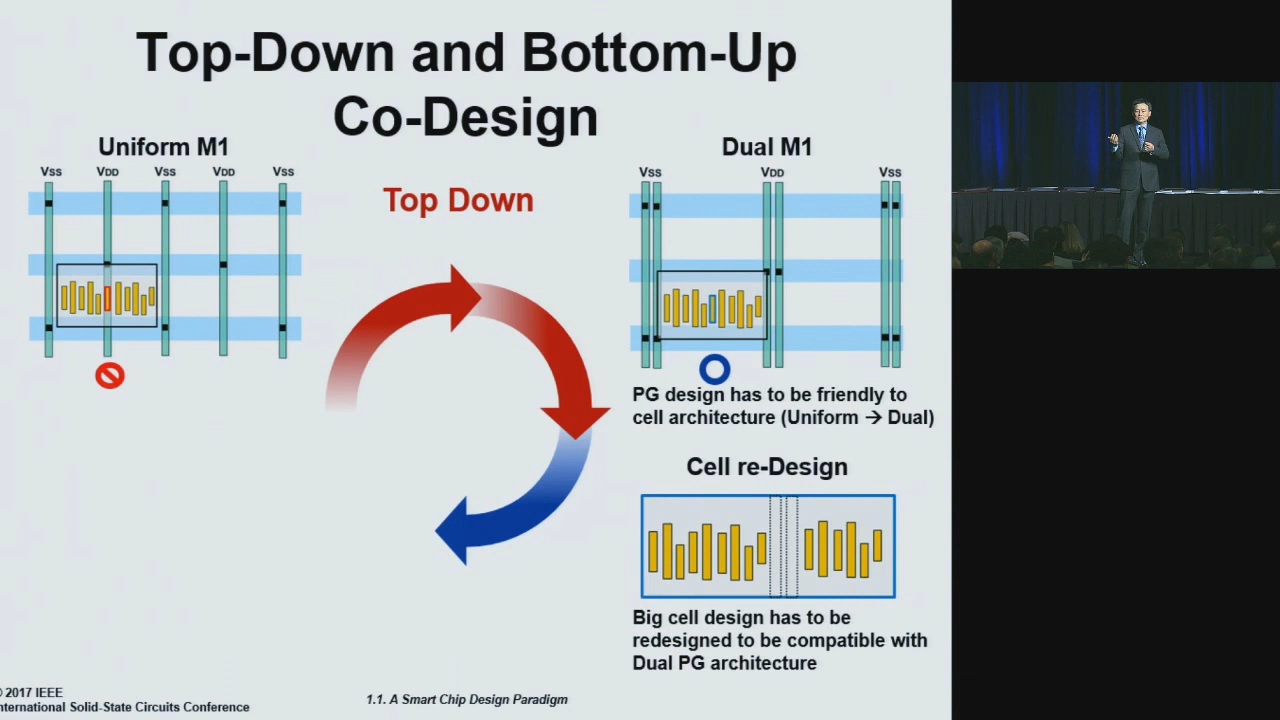 Top-Down and Bottom-Up
Co-Design
Uniform M1
VSS VDD VSS VDD VSS
Top Down
Dual M1
VSS VDD VSS
PG design has to be friendly to
cell architecture (Uniform → Dual)
Cell re-Design
Big cell design has to be
redesigned to be compatible with
Dual PG architecture
© 2017 IEEE
nternational Solid-State Circuits Conference
1.1. A Smart Chip Design Paradigm